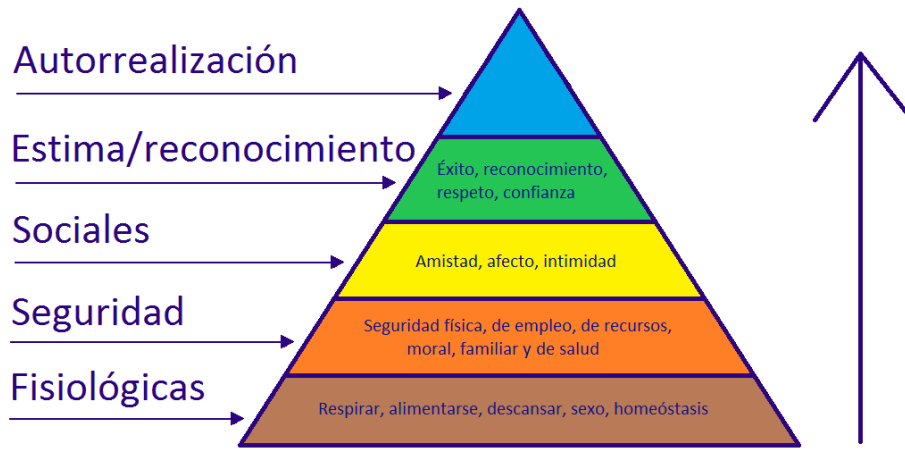 Autorrealización
Estima/reconocimiento
Éxito, reconocimiento,
respeto, confianza
Sociales
Amistad, afecto, intimidad
Seguridad
Seguridad física, de empleo, de recursos,
moral, familiar y de salud
Fisiológicas
Respirar, alimentarse, descansar, sexo, homeóstasis